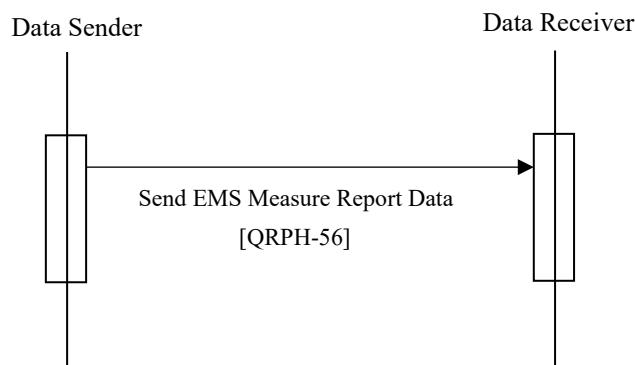 Data Sender
Data Receiver
Send EMS Measure Report Data
[QRPH-56]